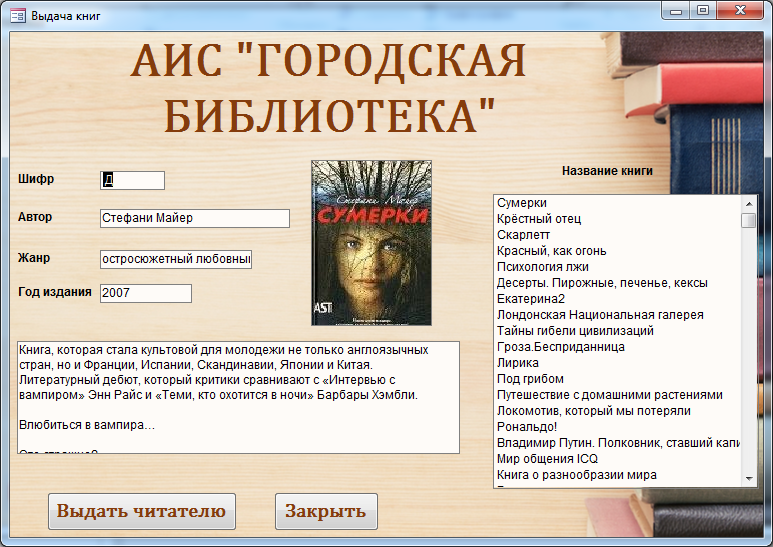 Выдача книг
АИС "ГОРОДСКАЯ
БИБЛИОТЕКА"
Шифр
Д
Автор
Стефани Майер
Жанр
остросюжетный любовный
Год издания
2007
Стефани Майер
СУМЕРКИ
AST
Книга, которая стала культовой для молодежи не только англоязычных
стран, но и Франции, Испании, Скандинавии, Японии и Китая.
Литературный дебют, который критики сравнивают с «Интервью с
вампиром» Энн Райс и «Теми, кто охотится в ночи» Барбары Хэмбли.
Влюбиться в вампира…
Название книги
Сумерки
Крёстный отец
Скарлетт
Красный, как огонь
Психология лжи
Десерты. Пирожные, печенье, кексы
Екатерина2
Лондонская Национальная галерея
Тайны гибели цивилизаций
Гроза.Бесприданница
Лирика
Под грибом
Путешествие с домашними растениями
Локомотив, который мы потеряли
Рональдо!
Владимир Путин. Полковник, ставший капи
Мир общения ICQ
Книга о разнообразии мира
Выдать читателю
Закрыть